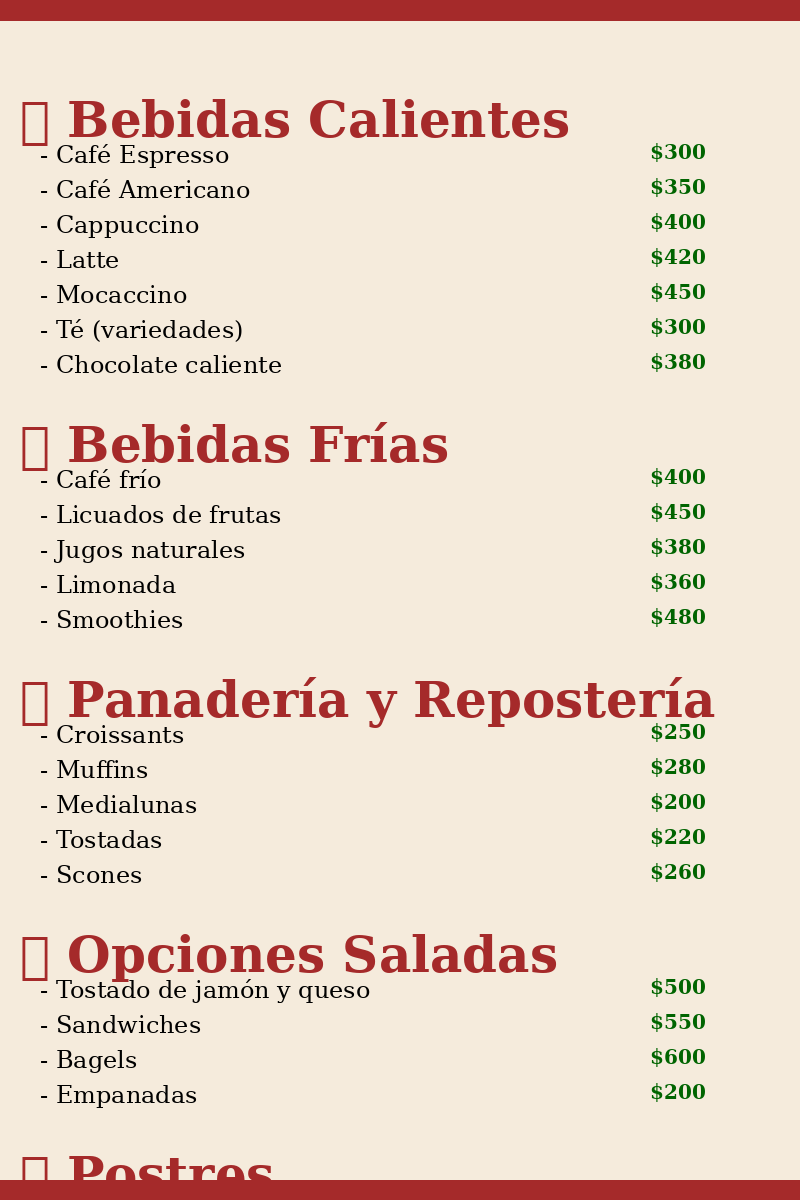 Bebidas Calientes
- Café Espresso $300
- Café Americano $350
- Cappuccino $400
- Latte $420
- Mocaccino $450
- Té (variedades) $300
- Chocolate caliente $380
Bebidas Frías
- Café frío $400
- Licuados de frutas $450
- Jugos naturales $380
- Limonada $360
- Smoothies $480
Panadería y Repostería
- Croissants $250
- Muffins $280
- Medialunas $200
- Tostadas $220
- Scones $260
Opciones Saladas
- Tostado de jamón y queso $500
- Sandwiches $550
- Bagels $600
- Empanadas $200
Postres